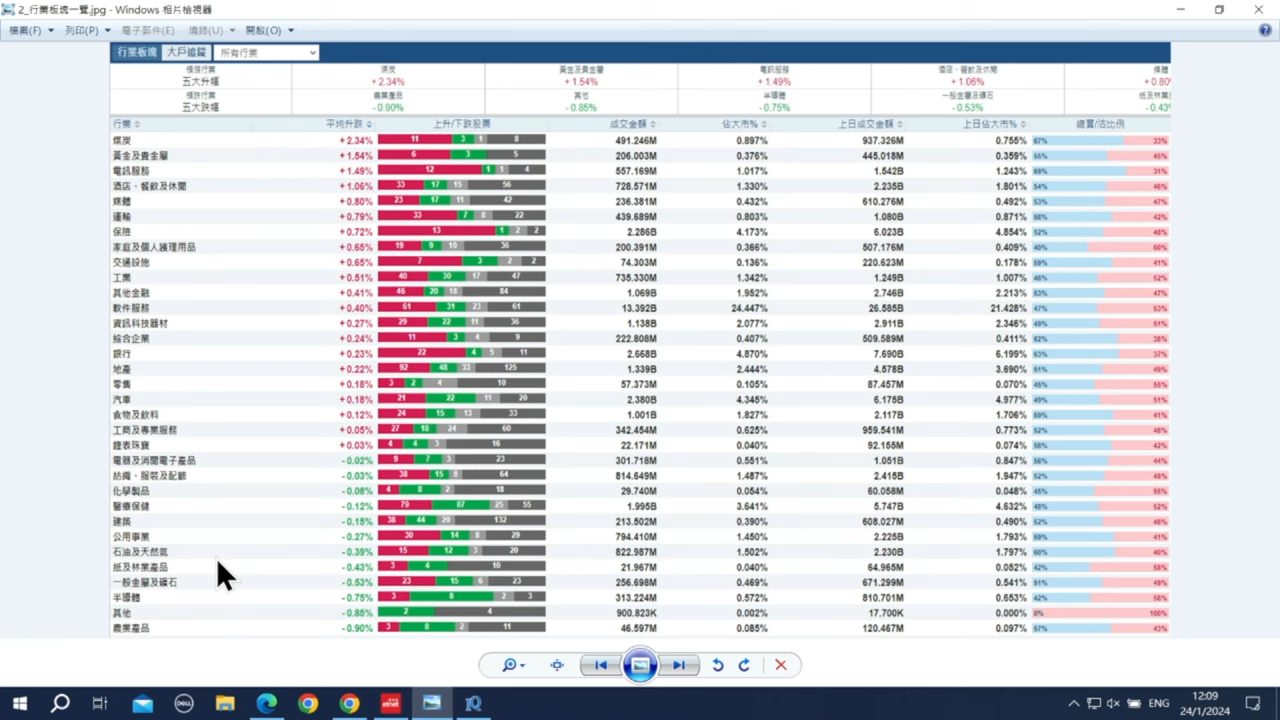 2_行業板塊一覽.jpg - Windows 相片檢視器
檔案(F) 列印(P) 電子郵件(E) 燒錄(U) 開啟(O)
行業板塊 大戶追蹤 所有行業
領漲行業 煤炭 黃金及貴金屬 電訊服務 酒店、餐飲及休閒 媒體
五大升幅 +2.34% +1.54% +1.49% +1.06% +0.80
領跌行業 農業產品 其他 半導體 一般金屬及礦石 紙及林業
五大跌幅 -0.90% -0.85% -0.75% -0.53% -0.43
行業 平均升跌 上升/下跌股票 成交金額 佔大市% 上日成交金額 上日佔大市% 總買/沽比例
煤炭 +2.34% 11 3 1 8 491.246M 0.897% 937.326M 0.755% 67% 33%
黃金及貴金屬 +1.54% 6 3 5 206.003M 0.376% 445.018M 0.359% 55% 45%
電訊服務 +1.49% 12 1 1 4 557.169M 1.017% 1.542B 1.243% 69% 31%
酒店、餐飲及休閒 +1.06% 33 17 15 56 728.571M 1.330% 2.235B 1.801% 54% 46%
媒體 +0.80% 23 17 11 42 236.381M 0.432% 610.276M 0.492% 53% 47%
運輸 +0.79% 33 7 8 22 439.689M 0.803% 1.080B 0.871% 58% 42%
保險 +0.72% 13 1 2 2 2.286B 4.173% 6.023B 4.854% 52% 48%
家庭及個人護理用品 +0.65% 19 9 10 36 200.391M 0.366% 507.176M 0.409% 40% 60%
交通設施 +0.65% 7 3 2 2 74.303M 0.136% 220.623M 0.178% 59% 41%
工業 +0.51% 40 30 17 47 735.330M 1.342% 1.249B 1.007% 48% 52%
其他金融 +0.41% 46 20 18 84 1.069B 1.952% 2.746B 2.213% 53% 47%
軟件服務 +0.40% 61 31 23 61 13.392B 24.447% 26.585B 21.428% 47% 53%
資訊科技器材 +0.27% 29 22 11 36 1.138B 2.077% 2.911B 2.346% 49% 51%
綜合企業 +0.24% 11 3 4 9 222.808M 0.407% 509.589M 0.411% 62% 38%
銀行 +0.23% 22 4 5 11 2.668B 4.870% 7.690B 6.199% 63% 37%
地產 +0.22% 92 48 33 125 1.339B 2.444% 4.578B 3.690% 51% 49%
零售 +0.18% 3 2 4 10 57.373M 0.105% 87.457M 0.070% 45% 55%
汽車 +0.18% 21 22 11 20 2.380B 4.345% 6.175B 4.977% 49% 51%
食物及飲料 +0.12% 24 15 13 33 1.001B 1.827% 2.117B 1.706% 59% 41%
工商及專業服務 +0.05% 27 18 24 60 342.454M 0.625% 959.541M 0.773% 52% 48%
鐘表珠寶 +0.03% 4 4 3 16 22.171M 0.040% 92.155M 0.074% 58% 42%
電器及消閒電子產品 -0.02% 9 7 3 23 301.718M 0.551% 1.051B 0.847% 56% 44%
紡織、服裝及配飾 -0.03% 38 15 8 64 814.649M 1.487% 2.415B 1.947% 52% 48%
化學製品 -0.08% 4 8 2 18 29.740M 0.054% 60.058M 0.048% 45% 55%
醫療保健 -0.12% 79 87 25 55 1.995B 3.641% 5.747B 4.632% 48% 52%
建築 -0.15% 38 44 20 132 213.502M 0.390% 608.027M 0.490% 52% 48%
公用事業 -0.27% 30 14 8 29 794.410M 1.450% 2.225B 1.793% 59% 41%
石油及天然氣 -0.39% 15 12 3 20 822.987M 1.502% 2.230B 1.797% 60% 40%
紙及林業產品 -0.43% 3 4 10 21.967M 0.040% 64.965M 0.052% 42% 58%
一般金屬及礦石 -0.53% 23 15 6 23 256.698M 0.469% 671.299M 0.541% 51% 49%
半導體 -0.75% 3 8 2 3 313.224M 0.572% 810.701M 0.653% 42% 58%
其他 -0.85% 2 4 900.823K 0.002% 17.700K 0.000% 0% 100%
農業產品 -0.90% 3 8 2 11 46.597M 0.085% 120.467M 0.097% 57% 43%
DELL etnet IQ ENG 12:09
24/1/2024